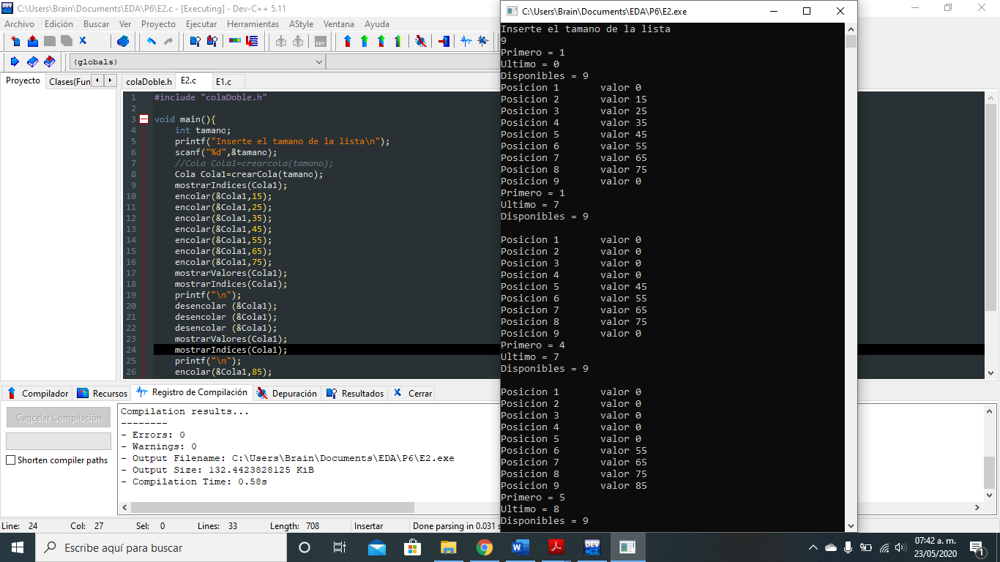 C:\Users\Brain\Documents\EDA\P6\E2.c - [Executing] - Dev-C++ 5.11
Archivo Edición Buscar Ver Proyecto Ejecutar Herramientas AStyle Ventana Ayuda
(globals)
Proyecto Clases(Fun
colaDoble.h E2.c E1.c
1 #include "colaDoble.h"
2
3 void main(){
4 int tamano;
5 printf("Inserte el tamano de la lista\n");
6 scanf("%d",&tamano);
7 //Cola Cola1=crearcola(tamano);
8 Cola Cola1=crearCola(tamano);
9 mostrarIndices(Cola1);
10 encolar(&Cola1,15);
11 encolar(&Cola1,25);
12 encolar(&Cola1,35);
13 encolar(&Cola1,45);
14 encolar(&Cola1,55);
15 encolar(&Cola1,65);
16 encolar(&Cola1,75);
17 mostrarValores(Cola1);
18 mostrarIndices(Cola1);
19 printf("\n");
20 desencolar (&Cola1);
21 desencolar (&Cola1);
22 desencolar (&Cola1);
23 mostrarValores(Cola1);
24 mostrarIndices(Cola1);
25 printf("\n");
26 encolar(&Cola1,85);
Compilador Recursos Registro de Compilación Depuración Resultados Cerrar
Cancelar Compilación
Shorten compiler paths
Compilation results...
--------
- Errors: 0
- Warnings: 0
- Output Filename: C:\Users\Brain\Documents\EDA\P6\E2.exe
- Output Size: 132.4423828125 KiB
- Compilation Time: 0.58s
Line: 24 Col: 27 Sel: 0 Lines: 33 Length: 708 Insertar Done parsing in 0.031 s
C:\Users\Brain\Documents\EDA\P6\E2.exe
Inserte el tamano de la lista
9
Primero = 1
Ultimo = 0
Disponibles = 9
Posicion 1 valor 0
Posicion 2 valor 15
Posicion 3 valor 25
Posicion 4 valor 35
Posicion 5 valor 45
Posicion 6 valor 55
Posicion 7 valor 65
Posicion 8 valor 75
Posicion 9 valor 0
Primero = 1
Ultimo = 7
Disponibles = 9
Posicion 1 valor 0
Posicion 2 valor 0
Posicion 3 valor 0
Posicion 4 valor 0
Posicion 5 valor 45
Posicion 6 valor 55
Posicion 7 valor 65
Posicion 8 valor 75
Posicion 9 valor 0
Primero = 4
Ultimo = 7
Disponibles = 9
Posicion 1 valor 0
Posicion 2 valor 0
Posicion 3 valor 0
Posicion 4 valor 0
Posicion 5 valor 0
Posicion 6 valor 55
Posicion 7 valor 65
Posicion 8 valor 75
Posicion 9 valor 85
Primero = 5
Ultimo = 8
Disponibles = 9
Escribe aquí para buscar
07:42 a. m.
23/05/2020
1